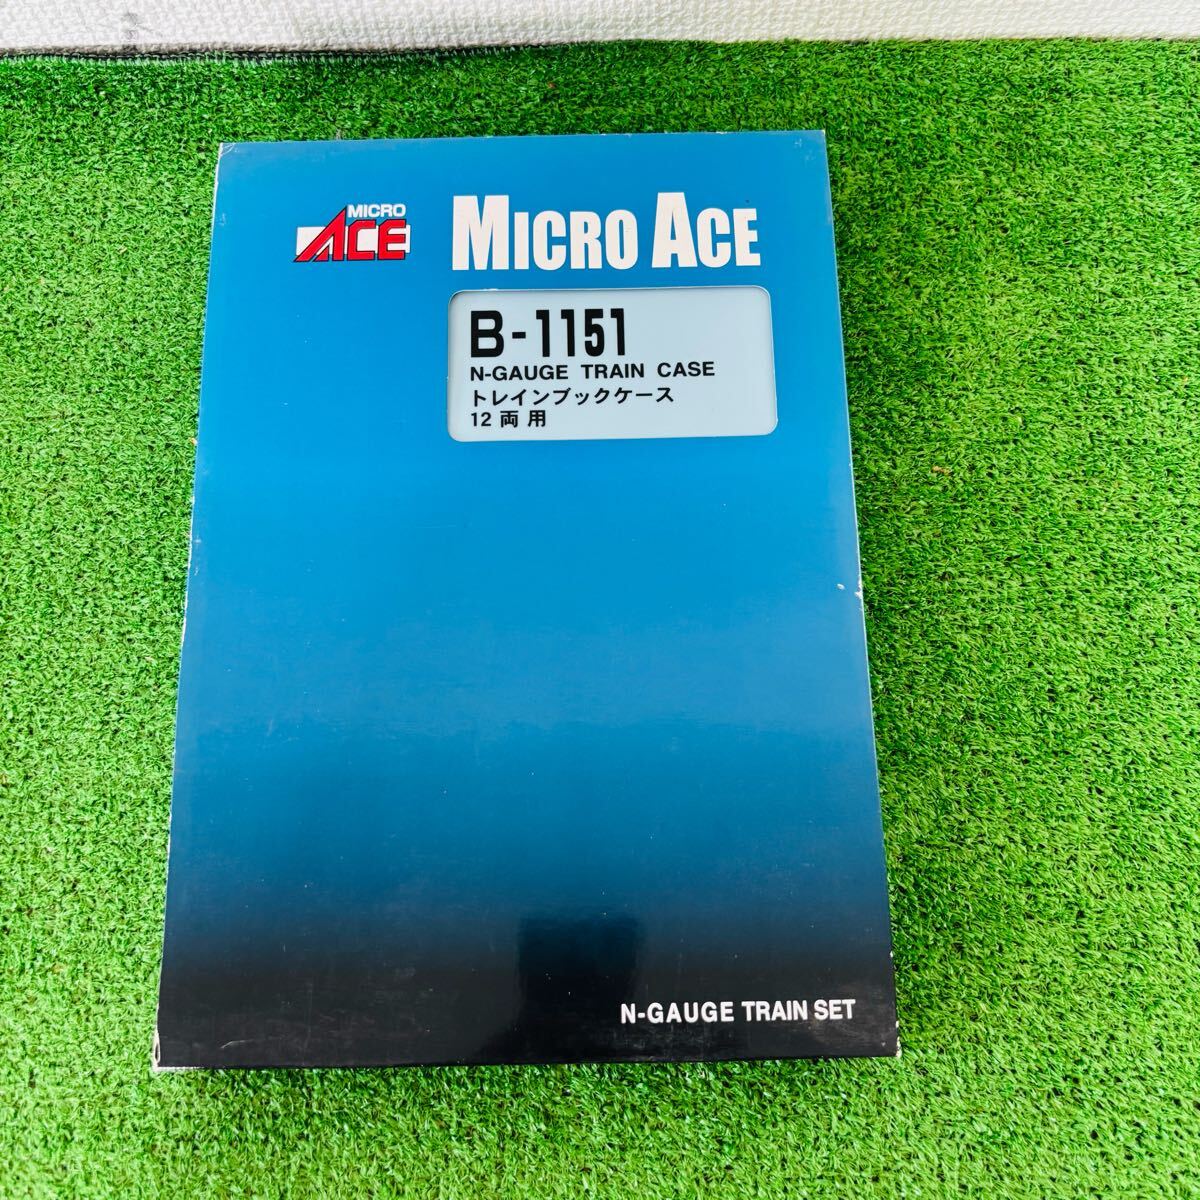 MICRO
ACE
MICRO ACE
B-1151
N-GAUGE TRAIN CASE
トレインブックケース
12両用
N-GAUGE TRAIN SET